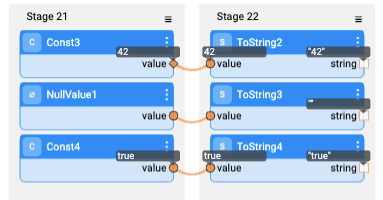 Stage 21
Stage 22
C Const3
S ToString2
42
42
"42"
value
value
string
ø NullValue1
S ToString3
""
value
value
string
C Const4
S ToString4
true
true
"true"
value
value
string